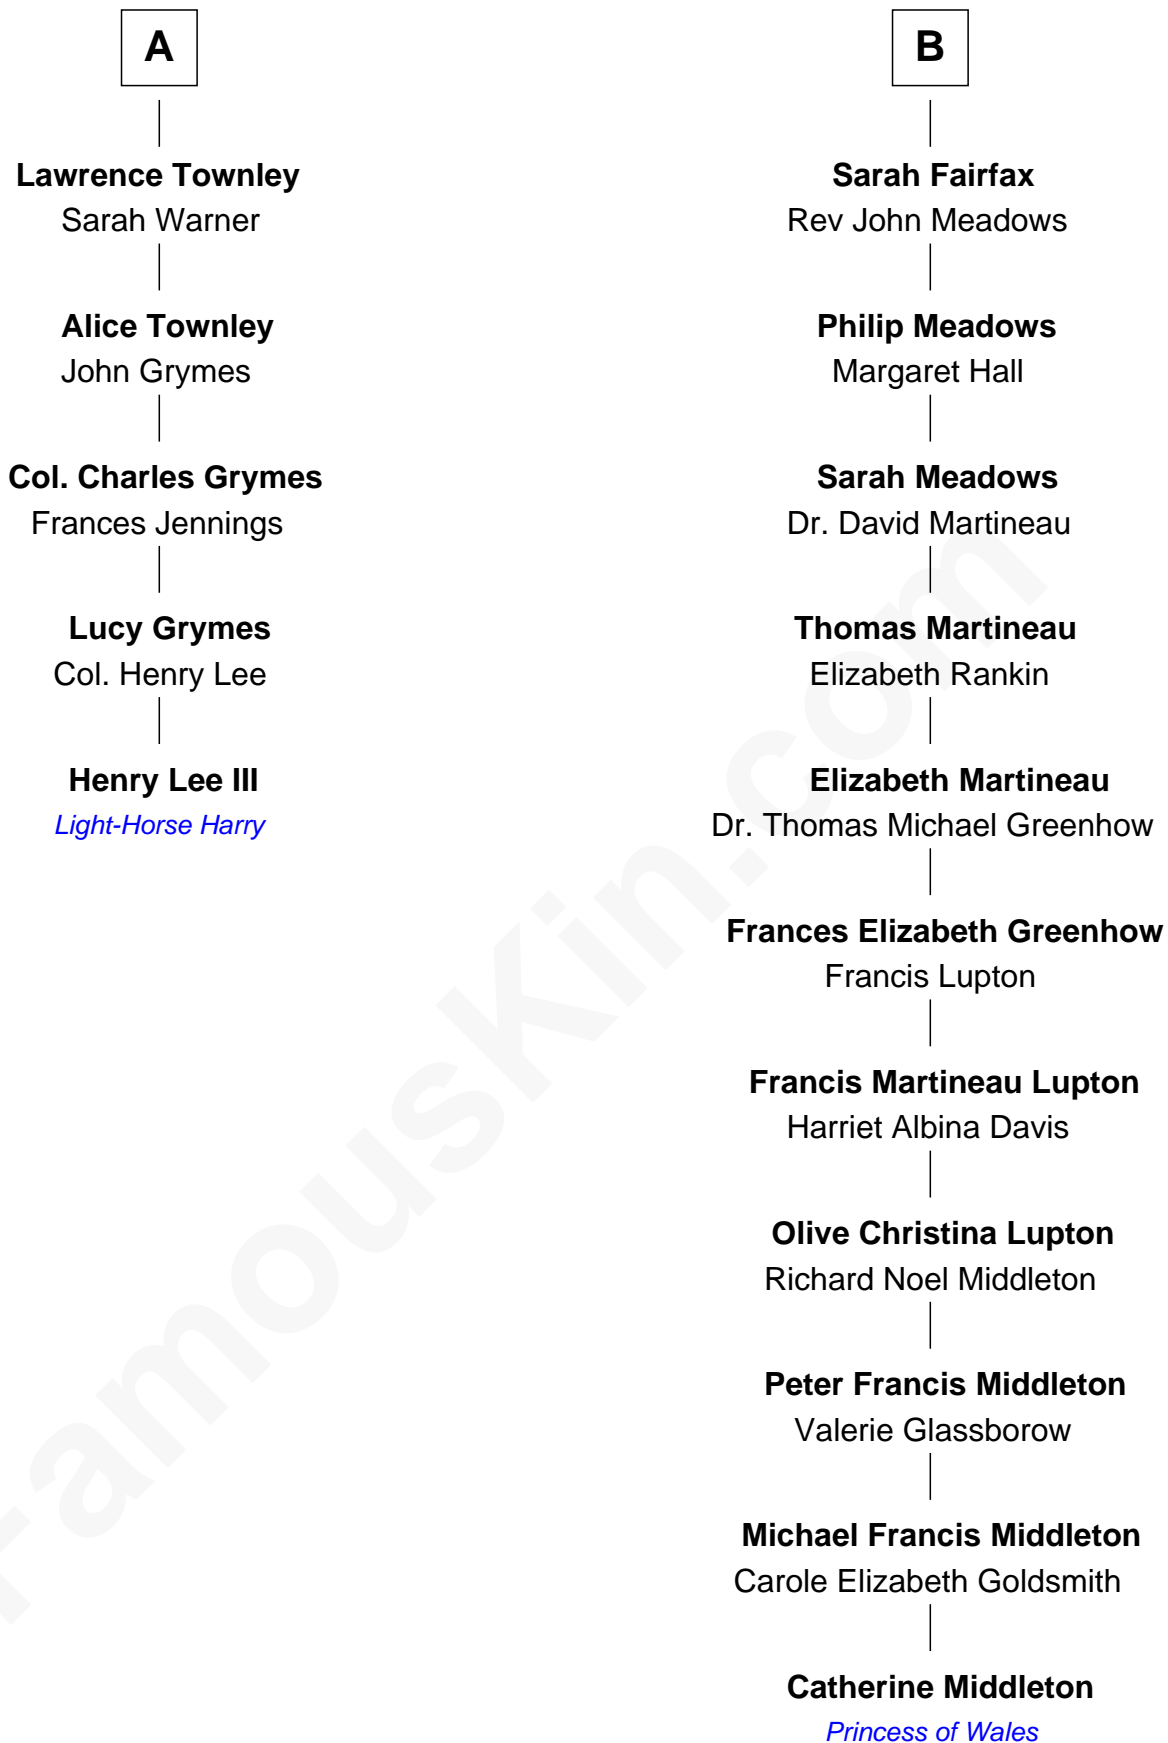 A
Lawrence Townley
Sarah Warner
Alice Townley
John Grymes
Col. Charles Grymes
Frances Jennings
Lucy Grymes
Col. Henry Lee
Henry Lee III
Light-Horse Harry
B
Sarah Fairfax
Rev John Meadows
Philip Meadows
Margaret Hall
Sarah Meadows
Dr. David Martineau
Thomas Martineau
Elizabeth Rankin
Elizabeth Martineau
Dr. Thomas Michael Greenhow
Frances Elizabeth Greenhow
Francis Lupton
Francis Martineau Lupton
Harriet Albina Davis
Olive Christina Lupton
Richard Noel Middleton
Peter Francis Middleton
Valerie Glassborow
Michael Francis Middleton
Carole Elizabeth Goldsmith
Catherine Middleton
Princess of Wales
FamousKin.com